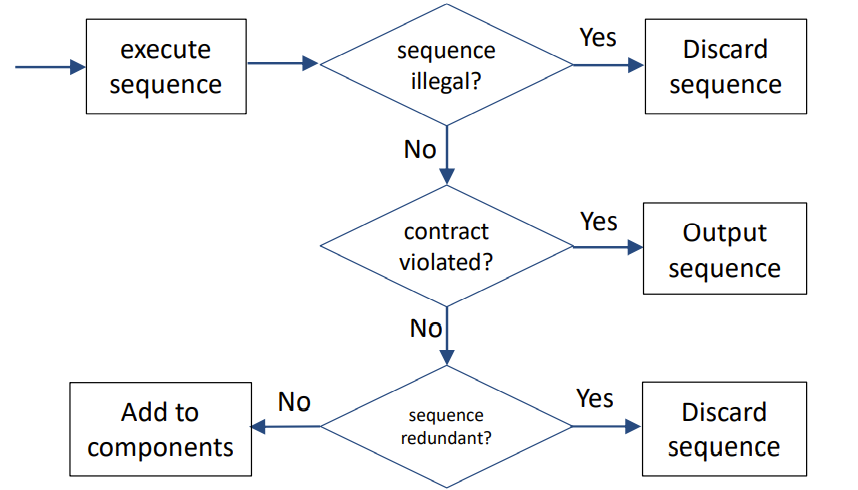 execute
sequence
sequence
illegal?
Yes
Discard
sequence
No
contract
violated?
Yes
Output
sequence
No
Add to
components
No
sequence
redundant?
Yes
Discard
sequence